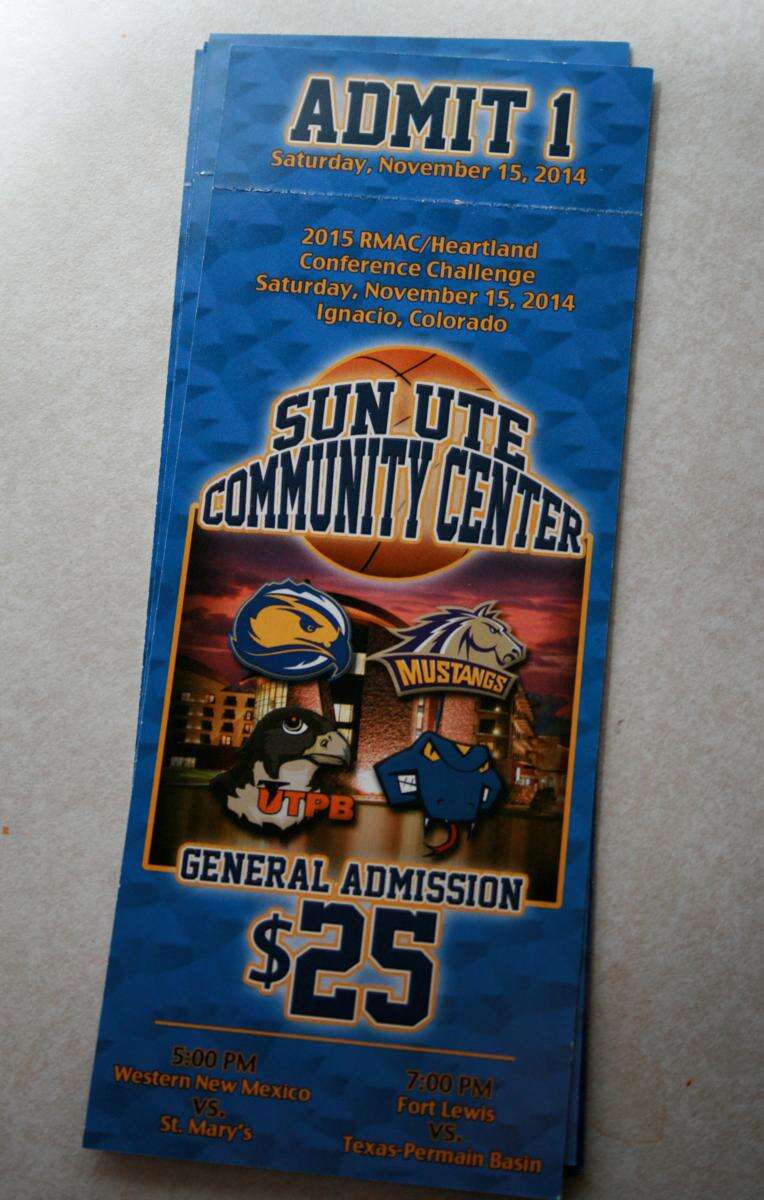 ADMIT 1
Saturday, November 15, 2014
2015 RMAC/Heartland
Conference Challenge
Saturday, November 15, 2014
Ignacio, Colorado
SUN UTE
COMMUNITY CENTER
MUSTANGS
UTPB
GENERAL ADMISSION
$25
5:00 PM
Western New Mexico
VS.
St. Mary's
7:00 PM
Fort Lewis
VS.
Texas-Permain Basin